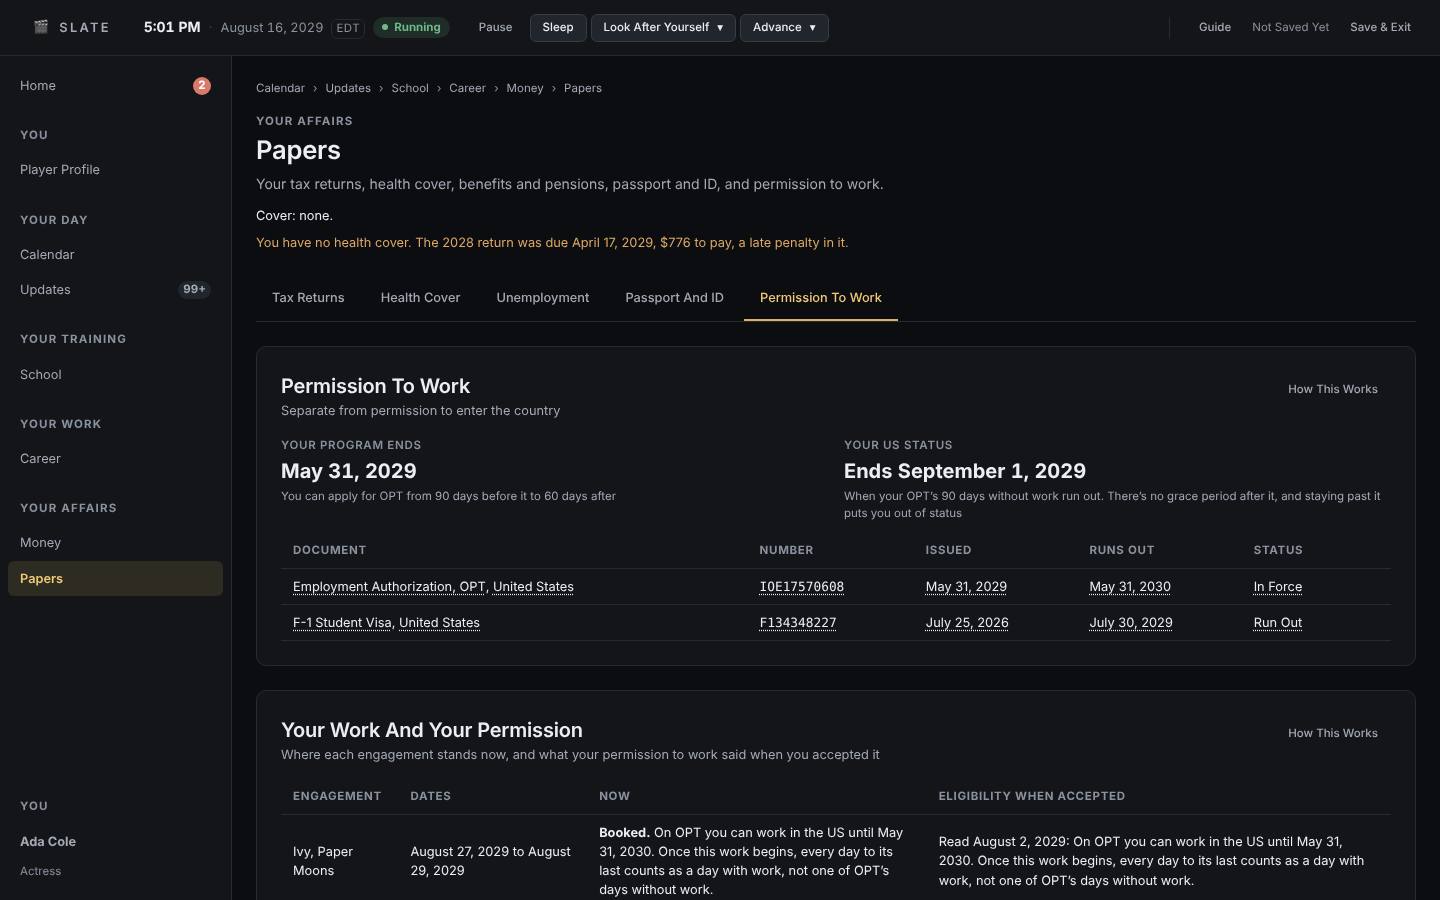 SLATE
5:01 PM · August 16, 2029 EDT Running
Pause
Sleep
Look After Yourself ▾
Advance ▾
Guide
Not Saved Yet
Save & Exit
Home 2
YOU
Player Profile
YOUR DAY
Calendar
Updates 99+
YOUR TRAINING
School
YOUR WORK
Career
YOUR AFFAIRS
Money
Papers
YOU
Ada Cole
Actress
Calendar › Updates › School › Career › Money › Papers
YOUR AFFAIRS
Papers
Your tax returns, health cover, benefits and pensions, passport and ID, and permission to work.
Cover: none.
You have no health cover. The 2028 return was due April 17, 2029, $776 to pay, a late penalty in it.
Tax Returns
Health Cover
Unemployment
Passport And ID
Permission To Work
Permission To Work
How This Works
Separate from permission to enter the country
YOUR PROGRAM ENDS
May 31, 2029
You can apply for OPT from 90 days before it to 60 days after
YOUR US STATUS
Ends September 1, 2029
When your OPT’s 90 days without work run out. There’s no grace period after it, and staying past it
puts you out of status
DOCUMENT NUMBER ISSUED RUNS OUT STATUS
Employment Authorization, OPT, United States IOE17570608 May 31, 2029 May 31, 2030 In Force
F-1 Student Visa, United States F134348227 July 25, 2026 July 30, 2029 Run Out
Your Work And Your Permission
How This Works
Where each engagement stands now, and what your permission to work said when you accepted it
ENGAGEMENT DATES NOW ELIGIBILITY WHEN ACCEPTED
Ivy, Paper
Moons
August 27, 2029 to August
29, 2029
Booked. On OPT you can work in the US until May
31, 2030. Once this work begins, every day to its
last counts as a day with work, not one of OPT’s
days without work.
Read August 2, 2029: On OPT you can work in the US until May 31,
2030. Once this work begins, every day to its last counts as a day with
work, not one of OPT’s days without work.